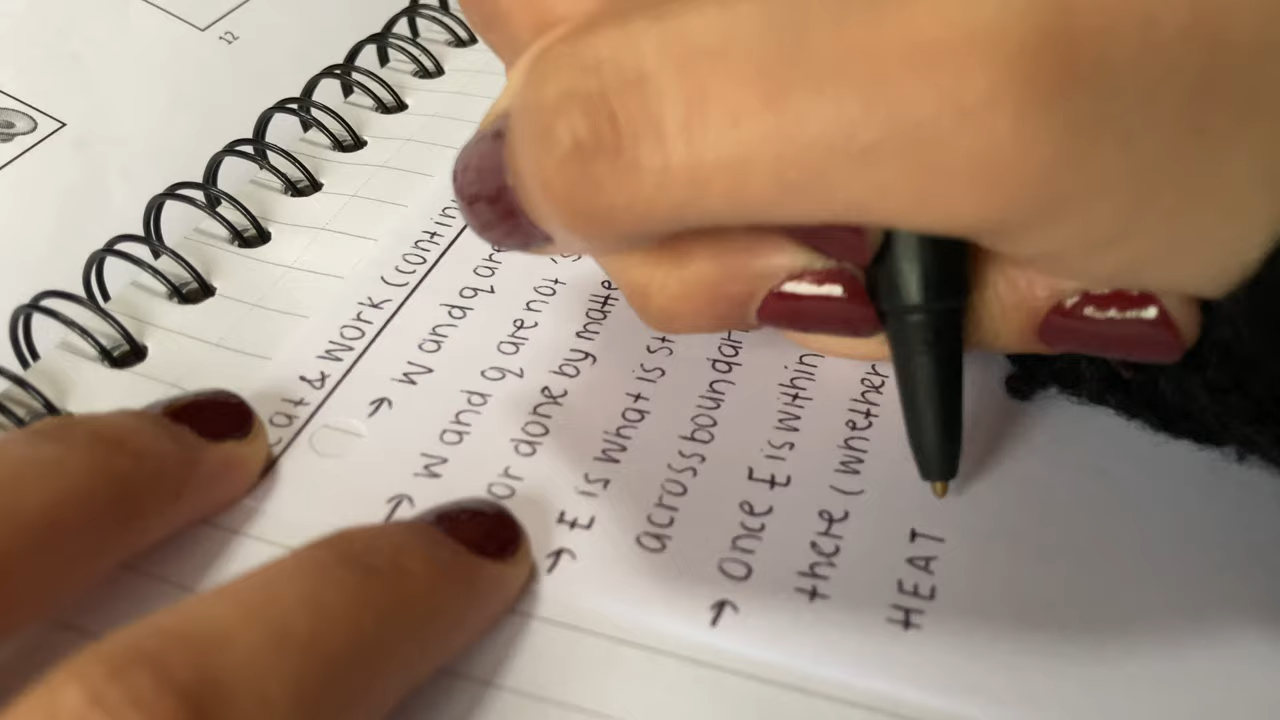 12
& Work (contin
→ w and q are
→ w and q are not
or done by matte
→ E is what is st
across boundar
→ once E is within
there (whether
HEAT